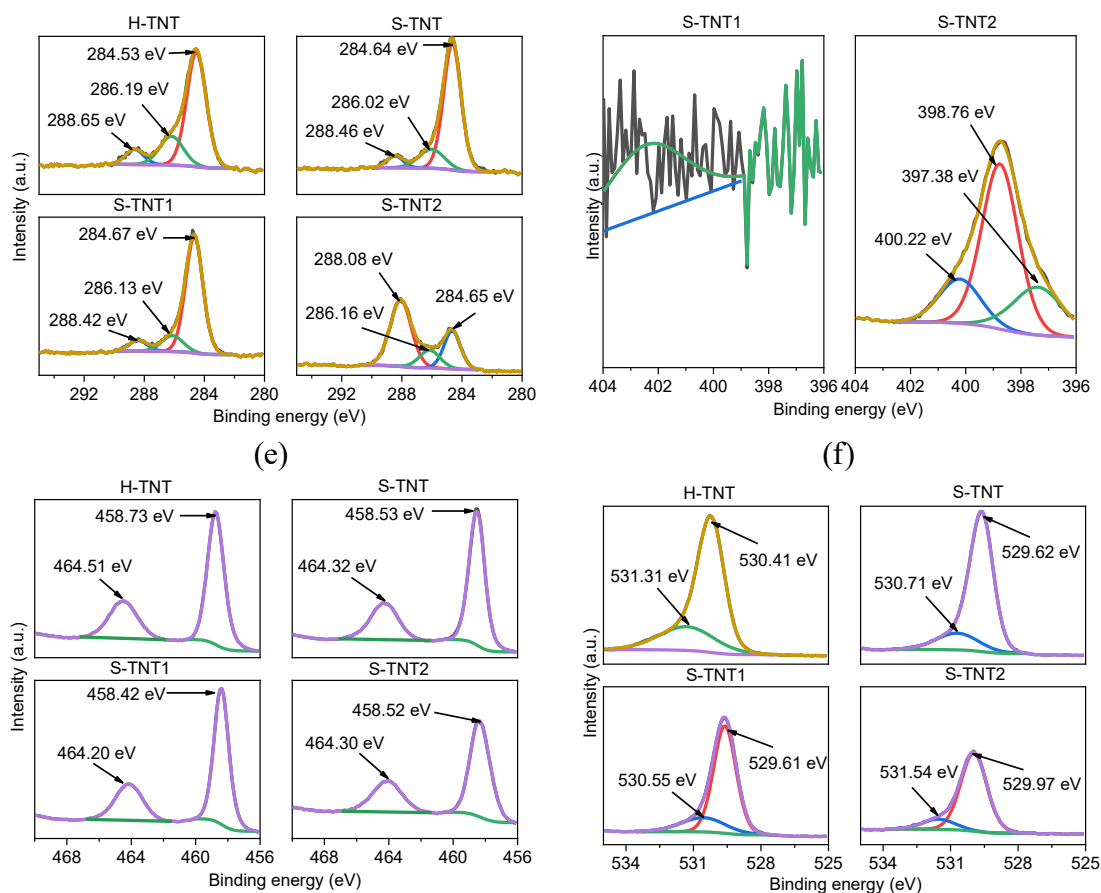 H-TNT
S-TNT
284.53 eV
286.19 eV
288.65 eV
284.64 eV
286.02 eV
288.46 eV
S-TNT1
S-TNT2
284.67 eV
286.13 eV
288.42 eV
288.08 eV
286.16 eV
284.65 eV
Intensity (a.u.)
292 288 284 280
292 288 284 280
Binding energy (eV)
(e)
S-TNT1
S-TNT2
398.76 eV
397.38 eV
400.22 eV
Intensity (a.u.)
404 402 400 398 396
404 402 400 398 396
Binding energy (eV)
(f)
H-TNT
S-TNT
458.73 eV
464.51 eV
458.53 eV
464.32 eV
S-TNT1
S-TNT2
458.42 eV
464.20 eV
458.52 eV
464.30 eV
Intensity (a.u.)
468 464 460 456
468 464 460 456
Binding energy (eV)
H-TNT
S-TNT
530.41 eV
531.31 eV
529.62 eV
530.71 eV
S-TNT1
S-TNT2
529.61 eV
530.55 eV
531.54 eV
529.97 eV
Intensity (a.u.)
534 531 528 525
534 531 528 525
Binding energy (eV)